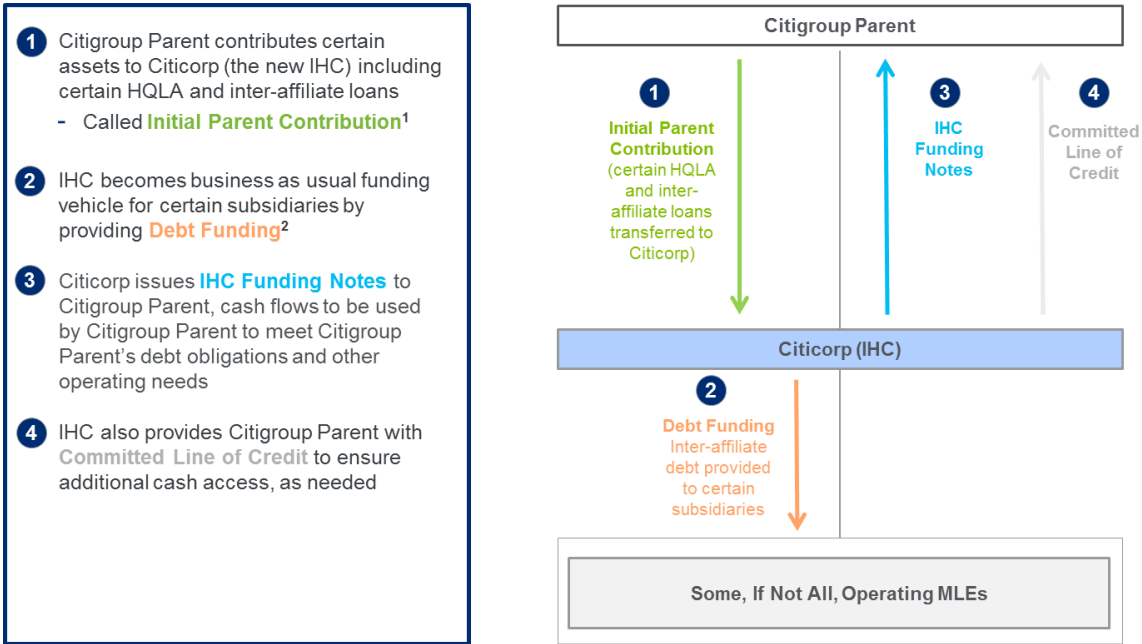 1
Citigroup Parent contributes certain
assets to Citicorp (the new IHC) including
certain HQLA and inter-affiliate loans
- Called Initial Parent Contribution¹
2
IHC becomes business as usual funding
vehicle for certain subsidiaries by
providing Debt Funding²
3
Citicorp issues IHC Funding Notes to
Citigroup Parent, cash flows to be used
by Citigroup Parent to meet Citigroup
Parent's debt obligations and other
operating needs
4
IHC also provides Citigroup Parent with
Committed Line of Credit to ensure
additional cash access, as needed
Citigroup Parent
1
Initial Parent
Contribution
(certain HQLA
and inter-
affiliate loans
transferred to
Citicorp)
3
IHC
Funding
Notes
4
Committed
Line of
Credit
Citicorp (IHC)
2
Debt Funding
Inter-affiliate
debt provided
to certain
subsidiaries
Some, If Not All, Operating MLEs